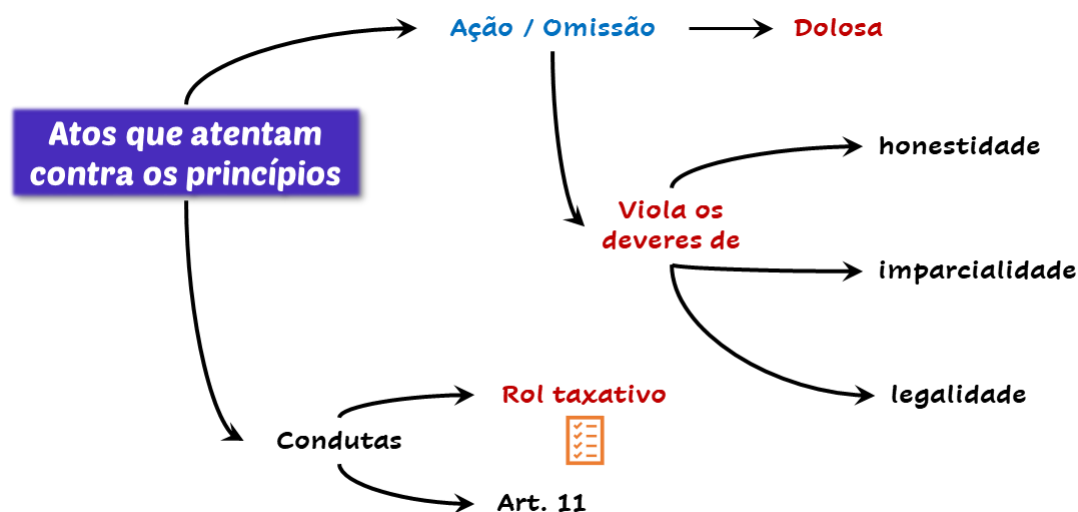 Ação / Omissão
Dolosa
Atos que atentam
contra os princípios
honestidade
Viola os
deveres de
imparcialidade
Rol taxativo
legalidade
Condutas
Art. 11